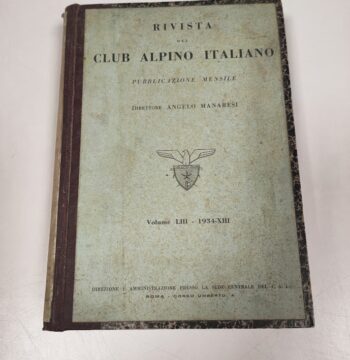 RIVISTA
DEL
CLUB ALPINO ITALIANO
PUBBLICAZIONE MENSILE
DIRETTORE ANGELO MANARESI
Volume LIII - 1934-XIII
DIREZIONE E AMMINISTRAZIONE PRESSO LA SEDE CENTRALE DEL C. A. I.
ROMA - CORSO UMBERTO, 4